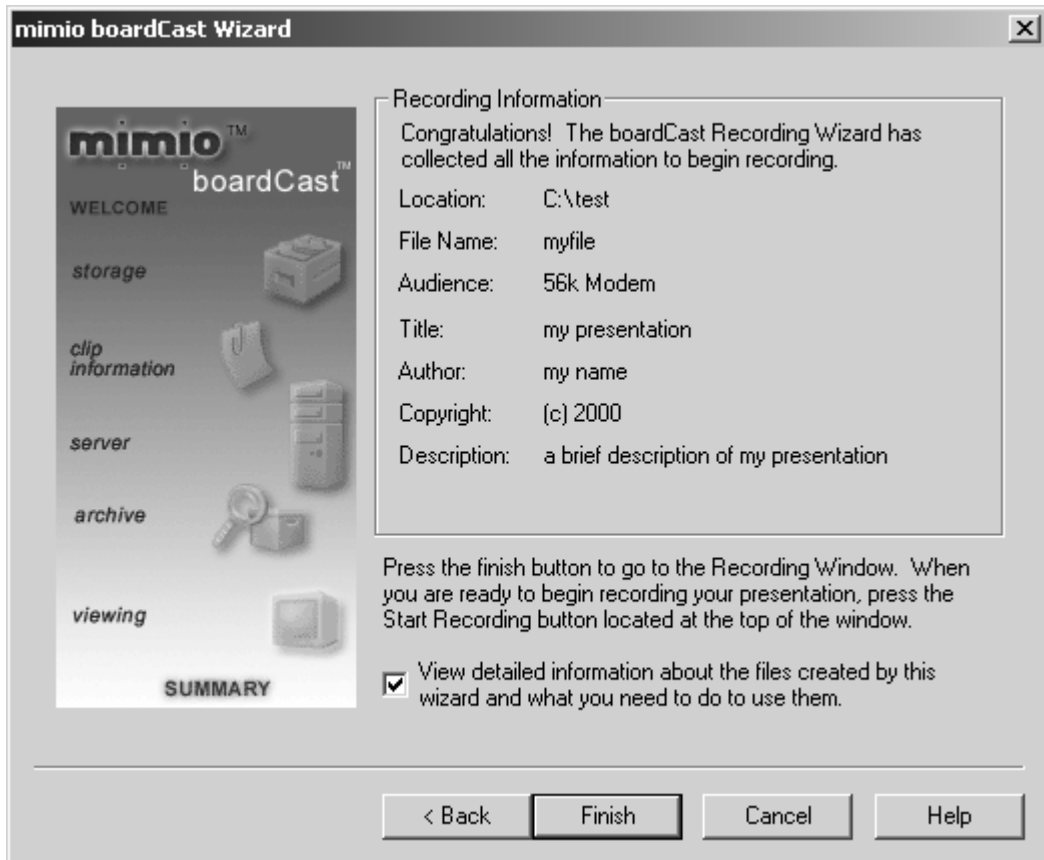 mimio boardCast Wizard
mimio™
boardCast™
WELCOME
storage
clip
information
server
archive
viewing
SUMMARY
Recording Information
Congratulations! The boardCast Recording Wizard has
collected all the information to begin recording.
Location: C:\test
File Name: myfile
Audience: 56k Modem
Title: my presentation
Author: my name
Copyright: (c) 2000
Description: a brief description of my presentation
Press the finish button to go to the Recording Window. When
you are ready to begin recording your presentation, press the
Start Recording button located at the top of the window.
View detailed information about the files created by this
wizard and what you need to do to use them.
< Back Finish Cancel Help